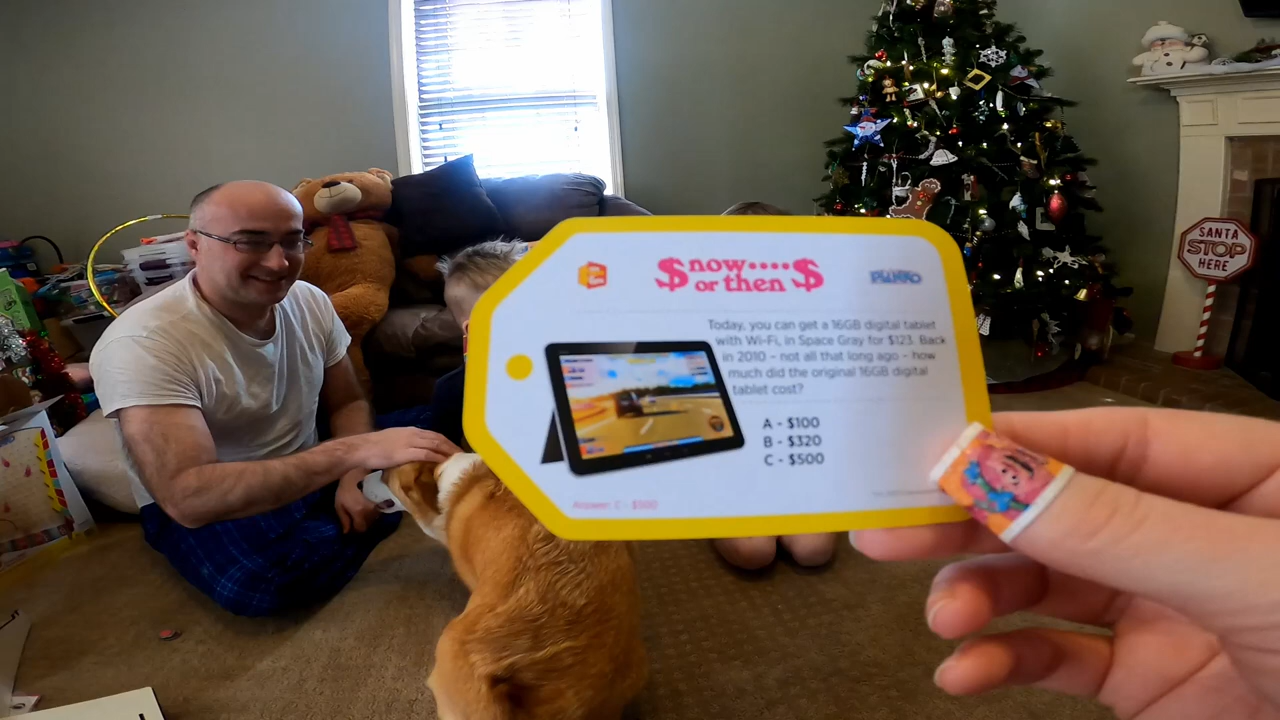 $ now···· $
or then
PLINKO
Today, you can get a 16GB digital tablet
with Wi-Fi, in Space Gray for $123. Back
in 2010 - not all that long ago - how
much did the original 16GB digital
tablet cost?
A - $100
B - $320
C - $500
Answer: C - $500
SANTA
STOP
HERE